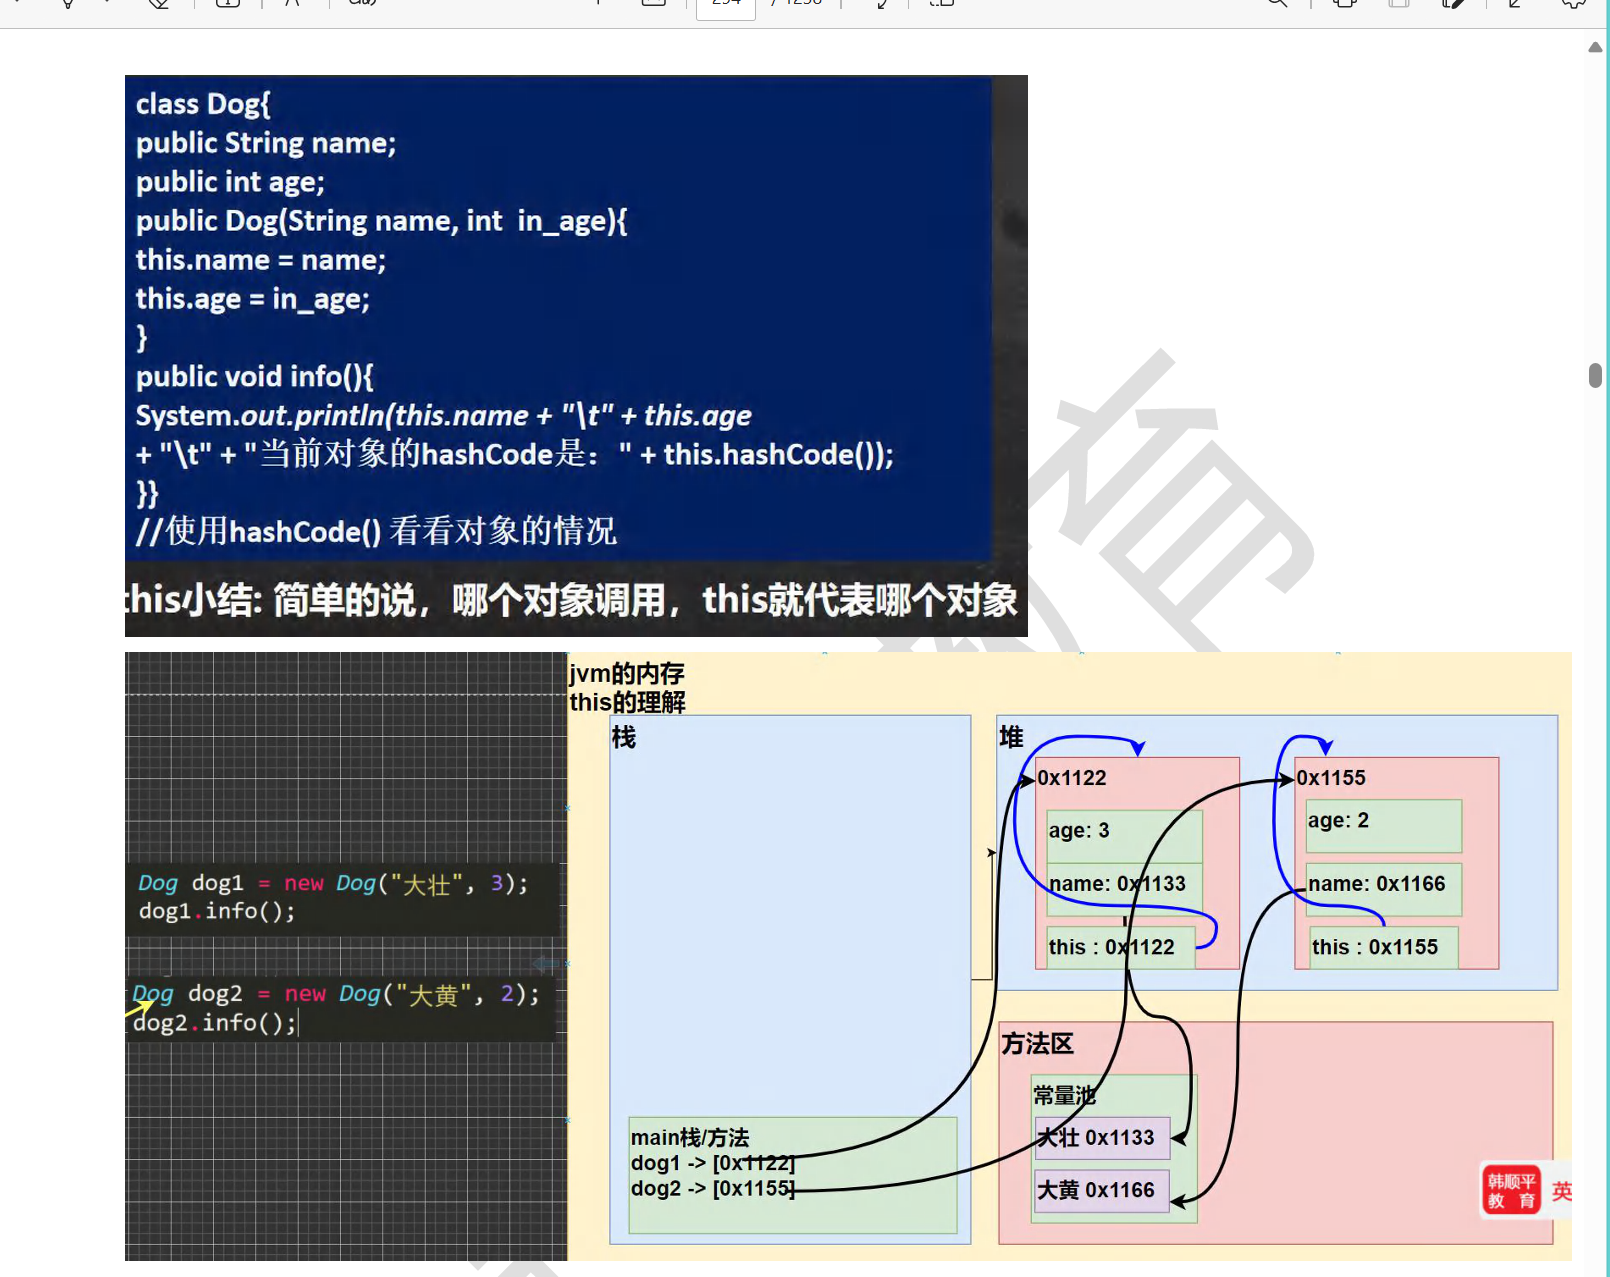 class Dog{
public String name;
public int age;
public Dog(String name, int  in_age){
this.name = name;
this.age = in_age;
}
public void info(){
System.out.println(this.name + "\t" + this.age
+ "\t" + "当前对象的hashCode是：" + this.hashCode());
}}
//使用hashCode() 看看对象的情况
this小结: 简单的说，哪个对象调用，this就代表哪个对象
Dog dog1 = new Dog("大壮", 3);
dog1.info();
Dog dog2 = new Dog("大黄", 2);
dog2.info();
jvm的内存
this的理解
栈
main栈/方法
dog1 -> [0x1122]
dog2 -> [0x1155]
堆
0x1122
age: 3
name: 0x1133
this : 0x1122
0x1155
age: 2
name: 0x1166
this : 0x1155
方法区
常量池
大壮 0x1133
大黄 0x1166
韩顺平
教 育
英
育